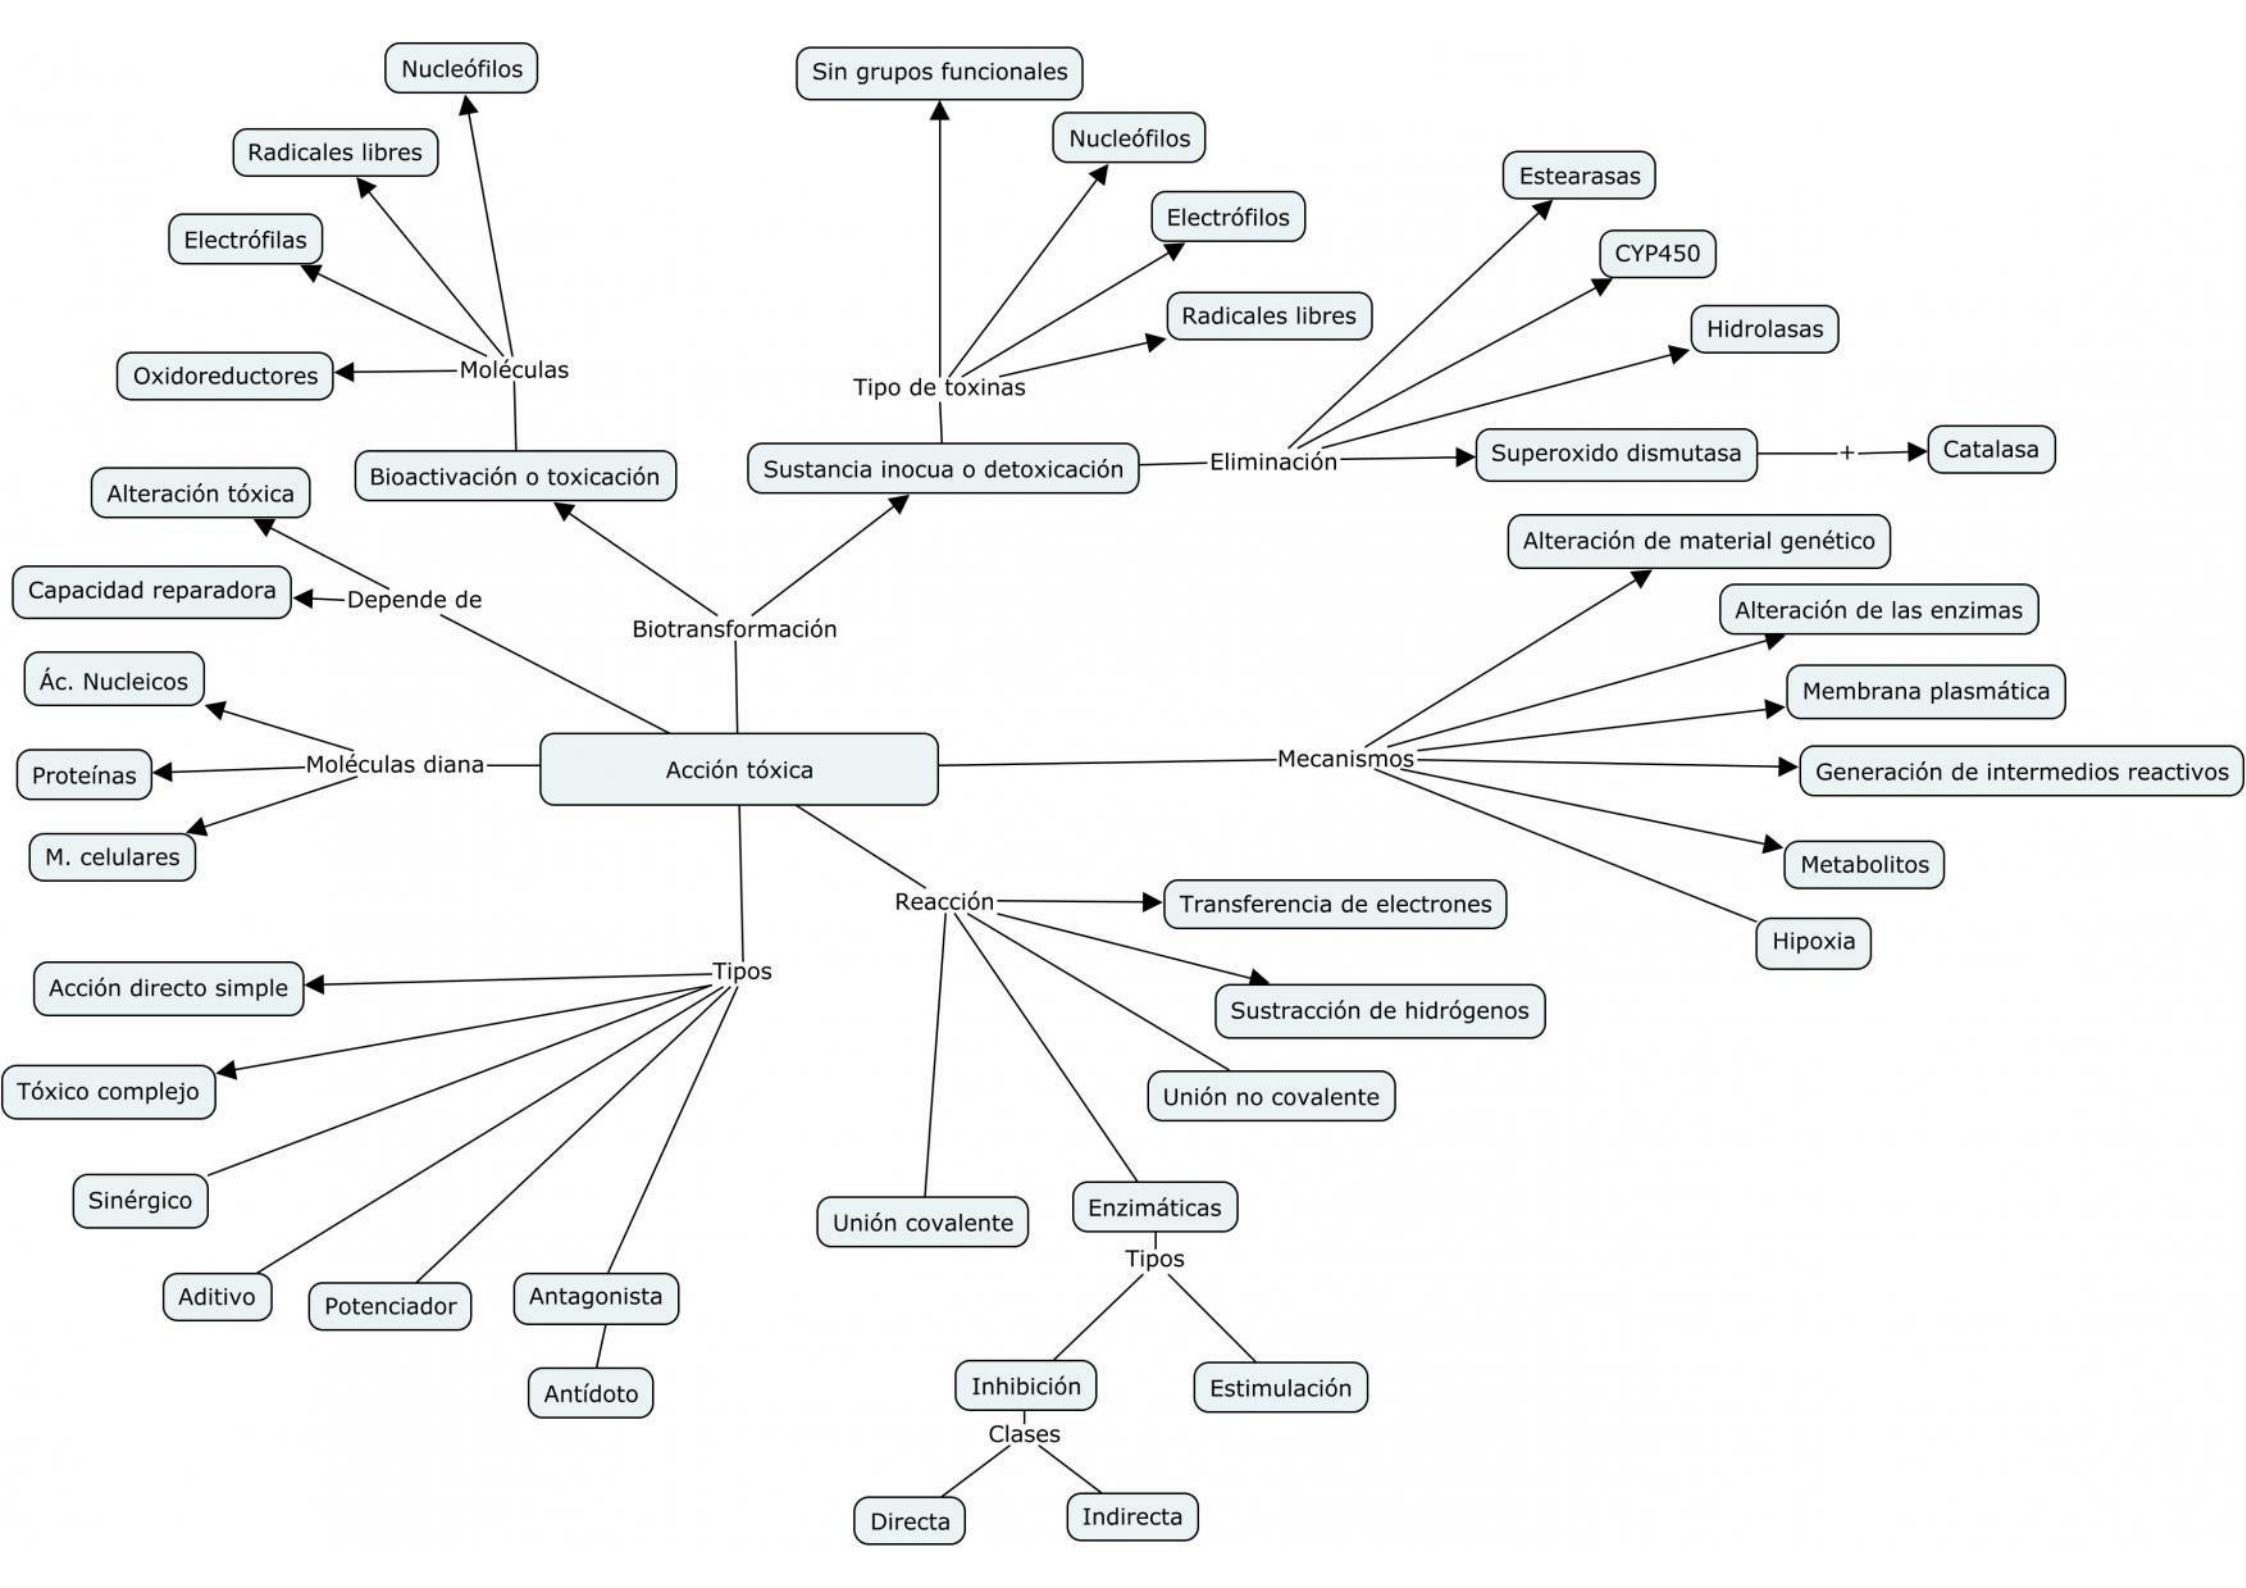 Nucleófilos
Sin grupos funcionales
Nucleófilos
Radicales libres
Estearasas
Electrófilos
Electrófilas
CYP450
Radicales libres
Hidrolasas
Moléculas
Oxidoreductores
Tipo de toxinas
Catalasa
Superoxido dismutasa
Eliminación
+
Sustancia inocua o detoxicación
Bioactivación o toxicación
Alteración tóxica
Alteración de material genético
Capacidad reparadora
Depende de
Alteración de las enzimas
Biotransformación
Ác. Nucleicos
Membrana plasmática
Mecanismos
Moléculas diana
Acción tóxica
Generación de intermedios reactivos
Proteínas
M. celulares
Metabolitos
Reacción
Transferencia de electrones
Hipoxia
Tipos
Acción directo simple
Sustracción de hidrógenos
Tóxico complejo
Unión no covalente
Sinérgico
Enzimáticas
Unión covalente
Tipos
Aditivo
Potenciador
Antagonista
Antídoto
Inhibición
Estimulación
Clases
Directa
Indirecta